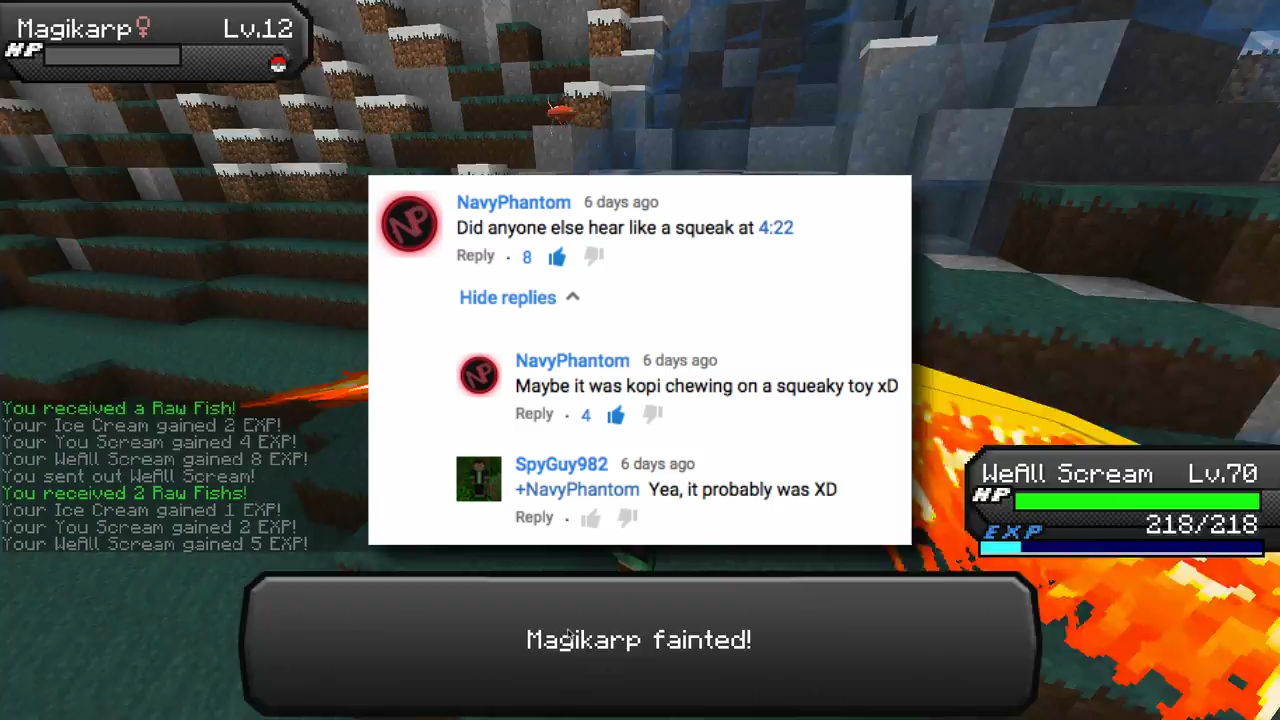 Magikarp♀ Lv.12
HP
NavyPhantom 6 days ago
Did anyone else hear like a squeak at 4:22
Reply · 8
Hide replies
NavyPhantom 6 days ago
Maybe it was kopi chewing on a squeaky toy xD
Reply · 4
SpyGuy982 6 days ago
+NavyPhantom Yea, it probably was XD
Reply ·
You received a Raw Fish!
Your Ice Cream gained 2 EXP!
Your You Scream gained 4 EXP!
Your WeAll Scream gained 8 EXP!
You sent out WeAll Scream!
You received 2 Raw Fishs!
Your Ice Cream gained 1 EXP!
Your You Scream gained 2 EXP!
Your WeAll Scream gained 5 EXP!
WeAll Scream Lv.70
HP
218/218
EXP
Magikarp fainted!
NP
NP